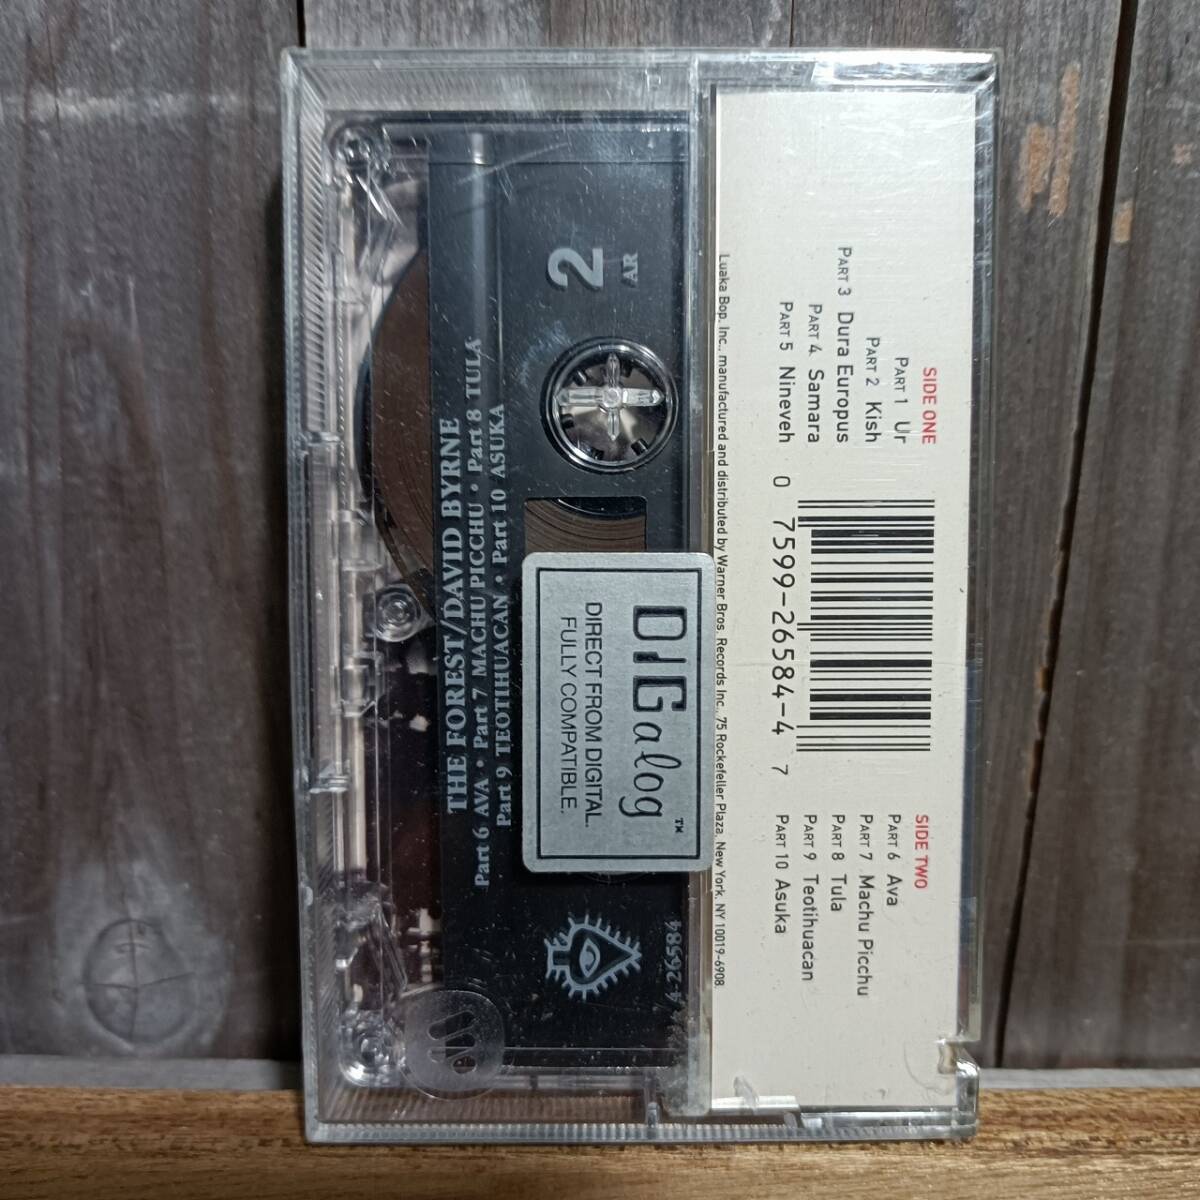 SIDE ONE
PART 1 Ur
PART 2 Kish
PART 3 Dura Europus
PART 4 Samara
PART 5 Nineveh
0 7599-26584-4 7
SIDE TWO
PART 6 Ava
PART 7 Machu Picchu
PART 8 Tula
PART 9 Teotihuacan
PART 10 Asuka
Luaka Bop, Inc., manufactured and distributed by Warner Bros. Records Inc., 75 Rockefeller Plaza, New York, NY 10019-6908.
DIGalog™
DIRECT FROM DIGITAL.
FULLY COMPATIBLE.
AR
2
4-26584
Part 9 TEOTIHUACAN • Part 10 ASUKA
Part 6 AVA • Part 7 MACHU PICCHU • Part 8 TULA
THE FOREST/DAVID BYRNE